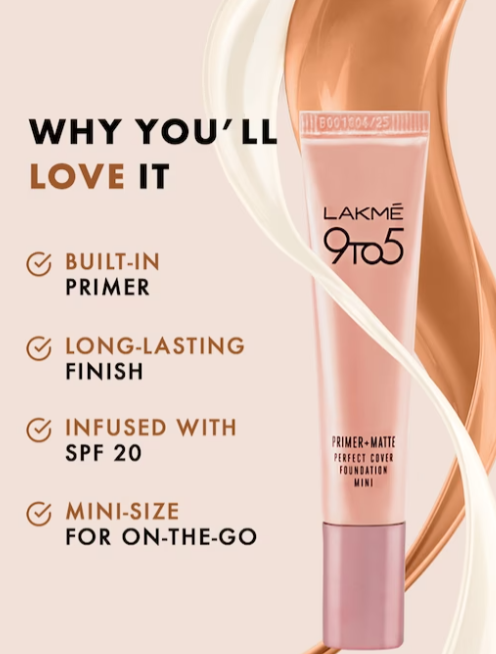 WHY YOU'LL
LOVE IT
BUILT-IN
PRIMER
LONG-LASTING
FINISH
INFUSED WITH
SPF 20
MINI-SIZE
FOR ON-THE-GO
LAKMĒ
9TO5
PRIMER+MATTE
PERFECT COVER
FOUNDATION
MINI